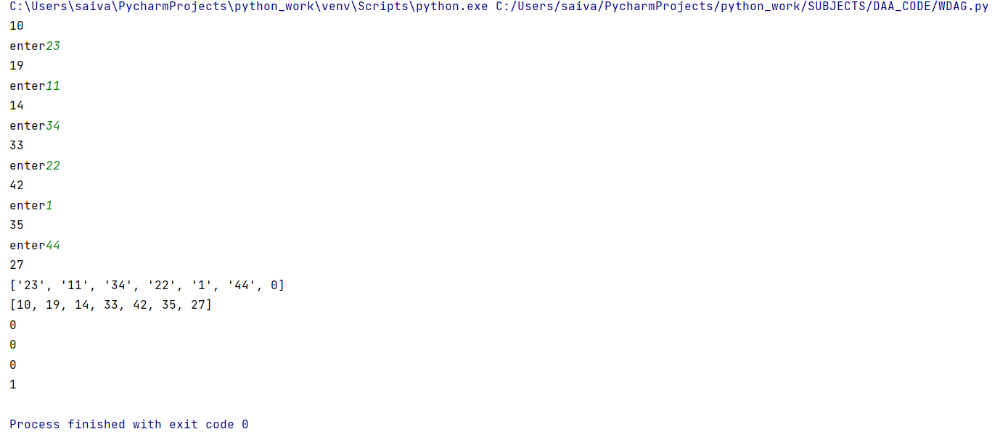 C:\Users\saiva\PycharmProjects\python_work\venv\Scripts\python.exe C:/Users/saiva/PycharmProjects/python_work/SUBJECTS/DAA_CODE/WDAG.py
10
enter23
19
enter11
14
enter34
33
enter22
42
enter1
35
enter44
27
['23', '11', '34', '22', '1', '44', 0]
[10, 19, 14, 33, 42, 35, 27]
0
0
0
1
Process finished with exit code 0